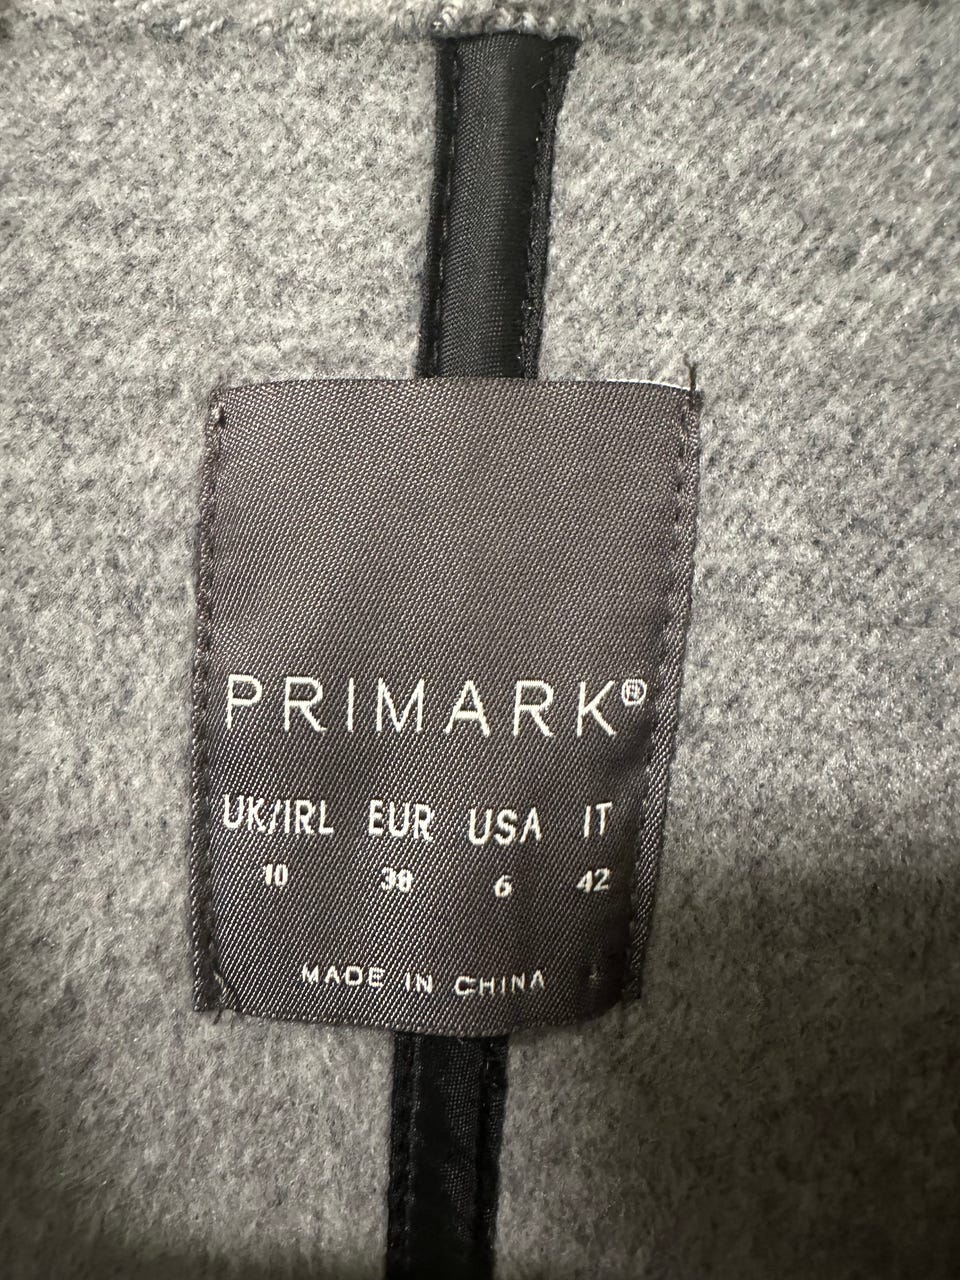 PRIMARK®
UK/IRL EUR USA IT
10 38 6 42
MADE IN CHINA